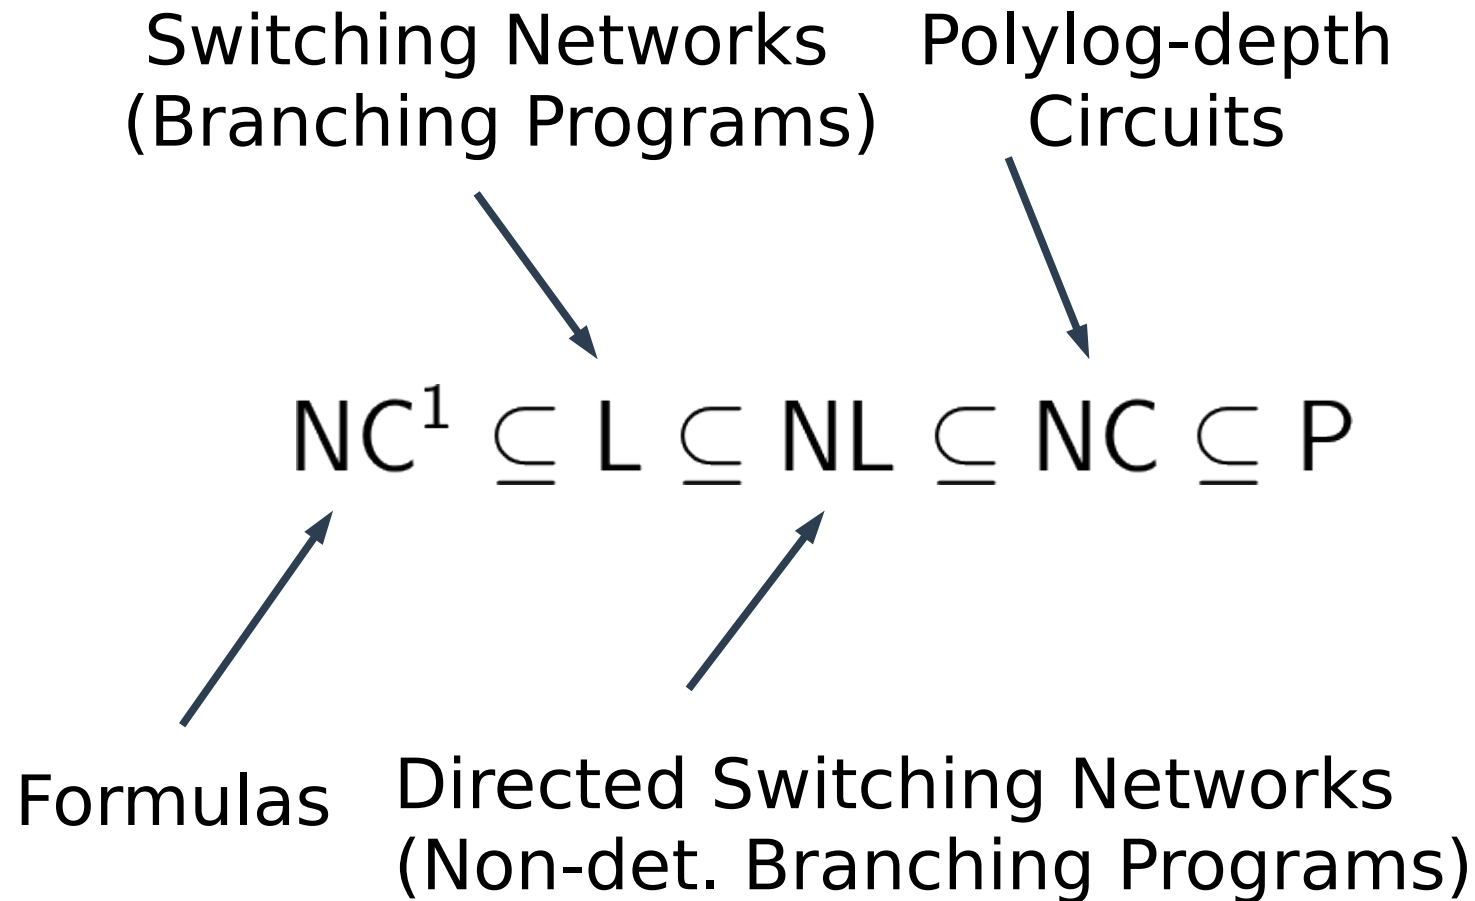 Switching Networks
(Branching Programs)
Polylog-depth
Circuits
NC¹ ⊆ L ⊆ NL ⊆ NC ⊆ P
Formulas
Directed Switching Networks
(Non-det. Branching Programs)